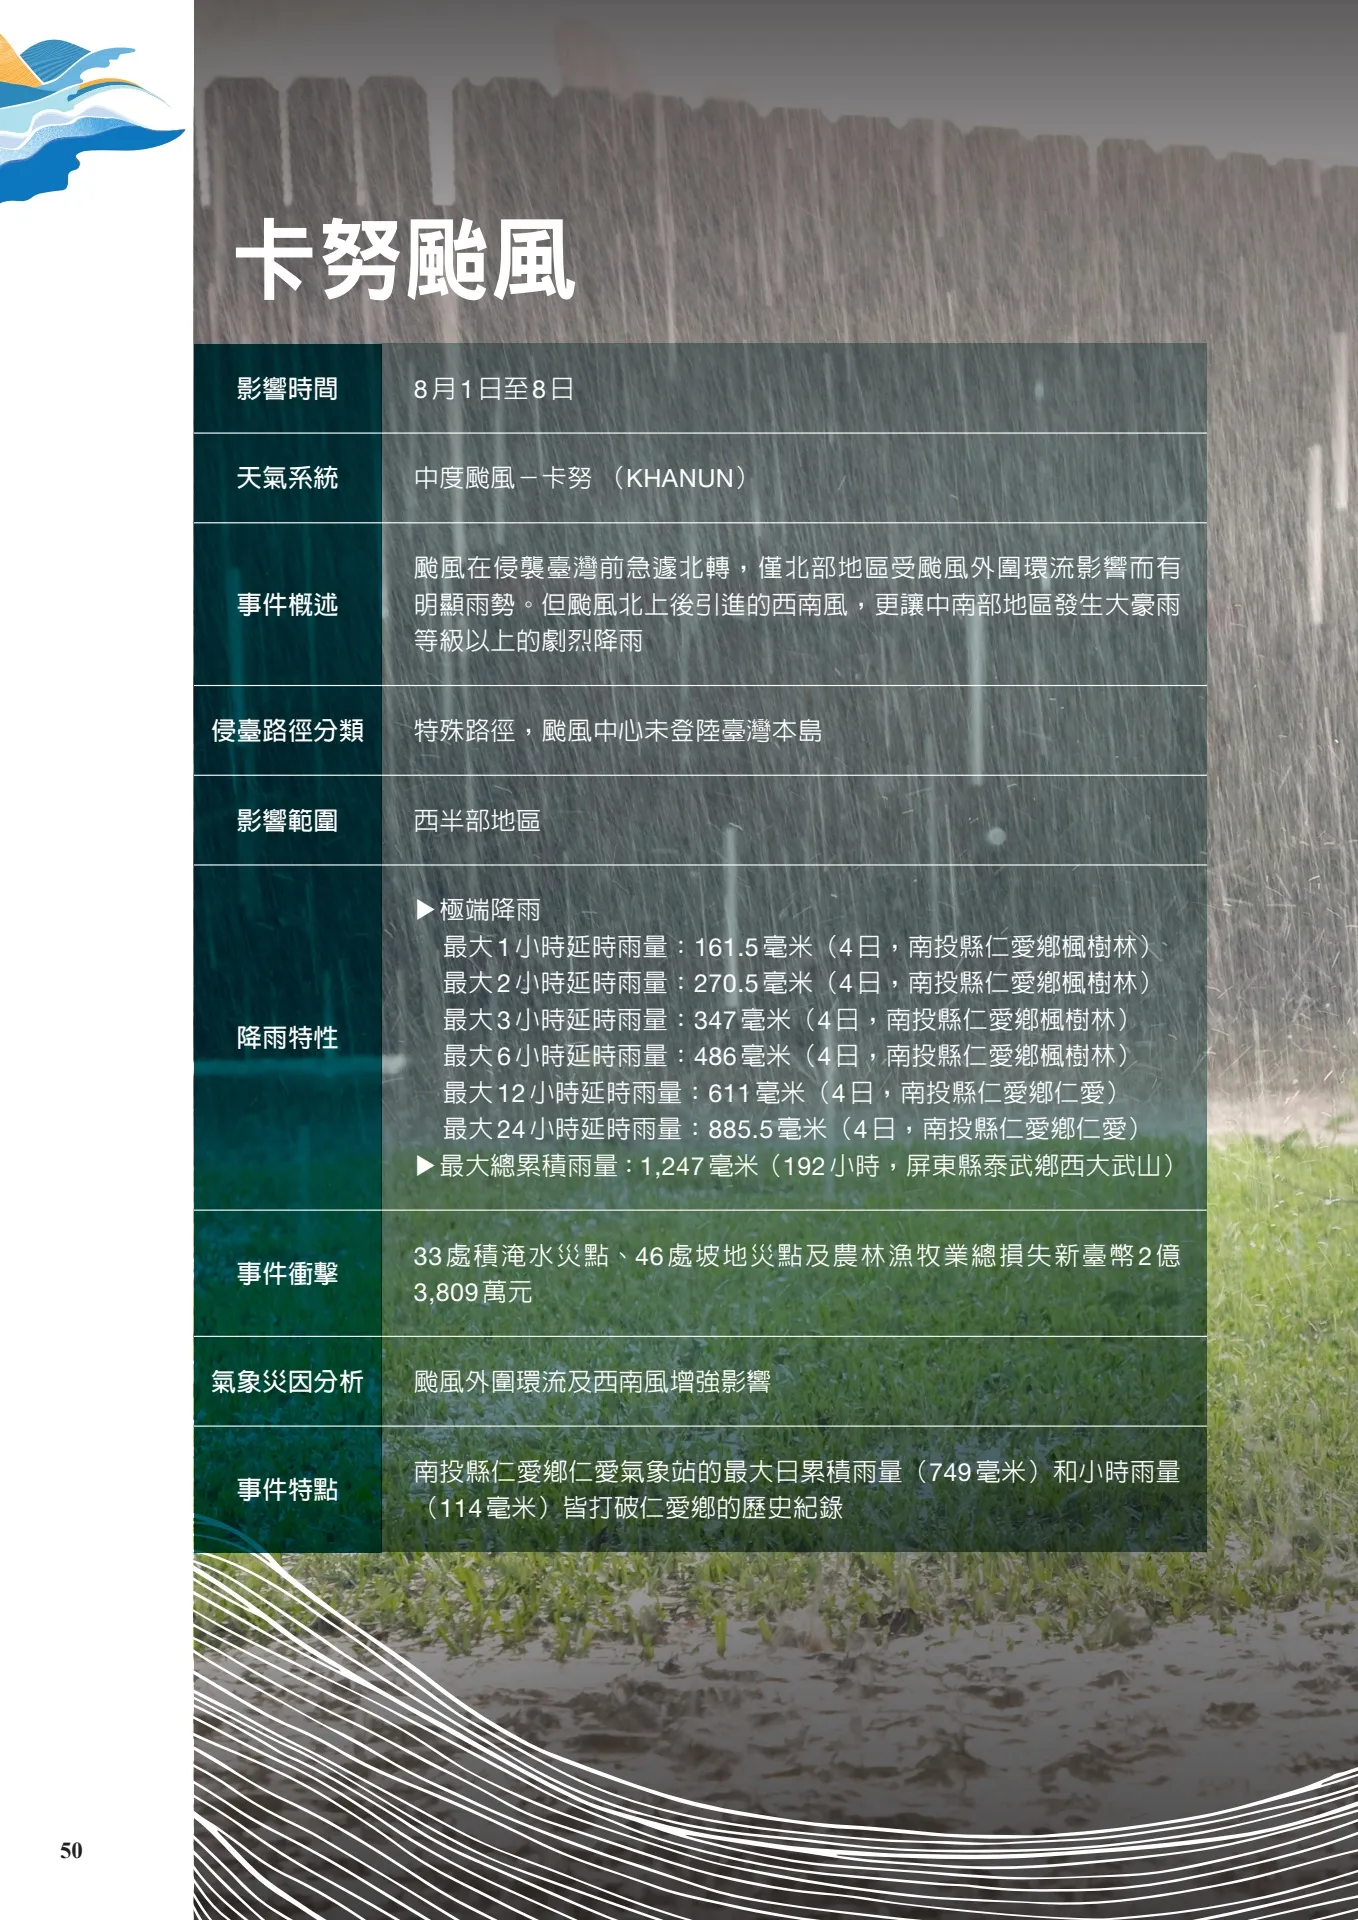 卡努颱風
影響時間
8月1日至8日
天氣系統
中度颱風－卡努 （KHANUN）
事件概述
颱風在侵襲臺灣前急遽北轉，僅北部地區受颱風外圍環流影響而有
明顯雨勢。但颱風北上後引進的西南風，更讓中南部地區發生大豪雨
等級以上的劇烈降雨
侵臺路徑分類
特殊路徑，颱風中心未登陸臺灣本島
影響範圍
西半部地區
降雨特性
▶極端降雨
最大1小時延時雨量：161.5毫米（4日，南投縣仁愛鄉楓樹林）
最大2小時延時雨量：270.5毫米（4日，南投縣仁愛鄉楓樹林）
最大3小時延時雨量：347毫米（4日，南投縣仁愛鄉楓樹林）
最大6小時延時雨量：486毫米（4日，南投縣仁愛鄉楓樹林）
最大12小時延時雨量：611毫米（4日，南投縣仁愛鄉仁愛）
最大24小時延時雨量：885.5毫米（4日，南投縣仁愛鄉仁愛）
▶最大總累積雨量：1,247毫米（192小時，屏東縣泰武鄉西大武山）
事件衝擊
33處積淹水災點、46處坡地災點及農林漁牧業總損失新臺幣2億
3,809萬元
氣象災因分析
颱風外圍環流及西南風增強影響
事件特點
南投縣仁愛鄉仁愛氣象站的最大日累積雨量（749毫米）和小時雨量
（114毫米）皆打破仁愛鄉的歷史紀錄
50